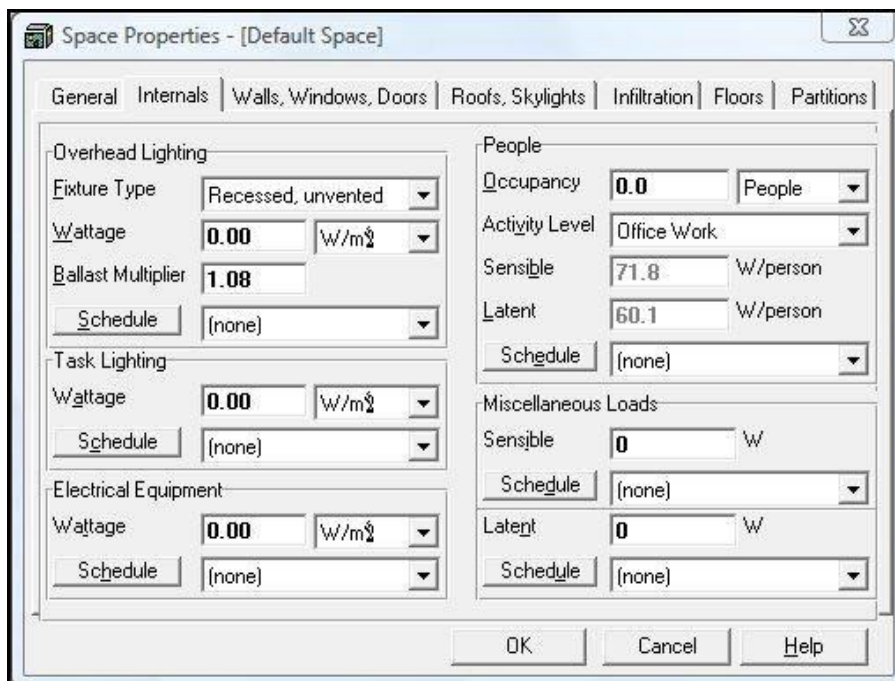 Space Properties - [Default Space]
General Internals Walls, Windows, Doors Roofs, Skylights Infiltration Floors Partitions
Overhead Lighting
Fixture Type Recessed, unvented
Wattage 0.00 W/m²
Ballast Multiplier 1.08
Schedule (none)
Task Lighting
Wattage 0.00 W/m²
Schedule (none)
Electrical Equipment
Wattage 0.00 W/m²
Schedule (none)
People
Occupancy 0.0 People
Activity Level Office Work
Sensible 71.8 W/person
Latent 60.1 W/person
Schedule (none)
Miscellaneous Loads
Sensible 0 W
Schedule (none)
Latent 0 W
Schedule (none)
OK Cancel Help